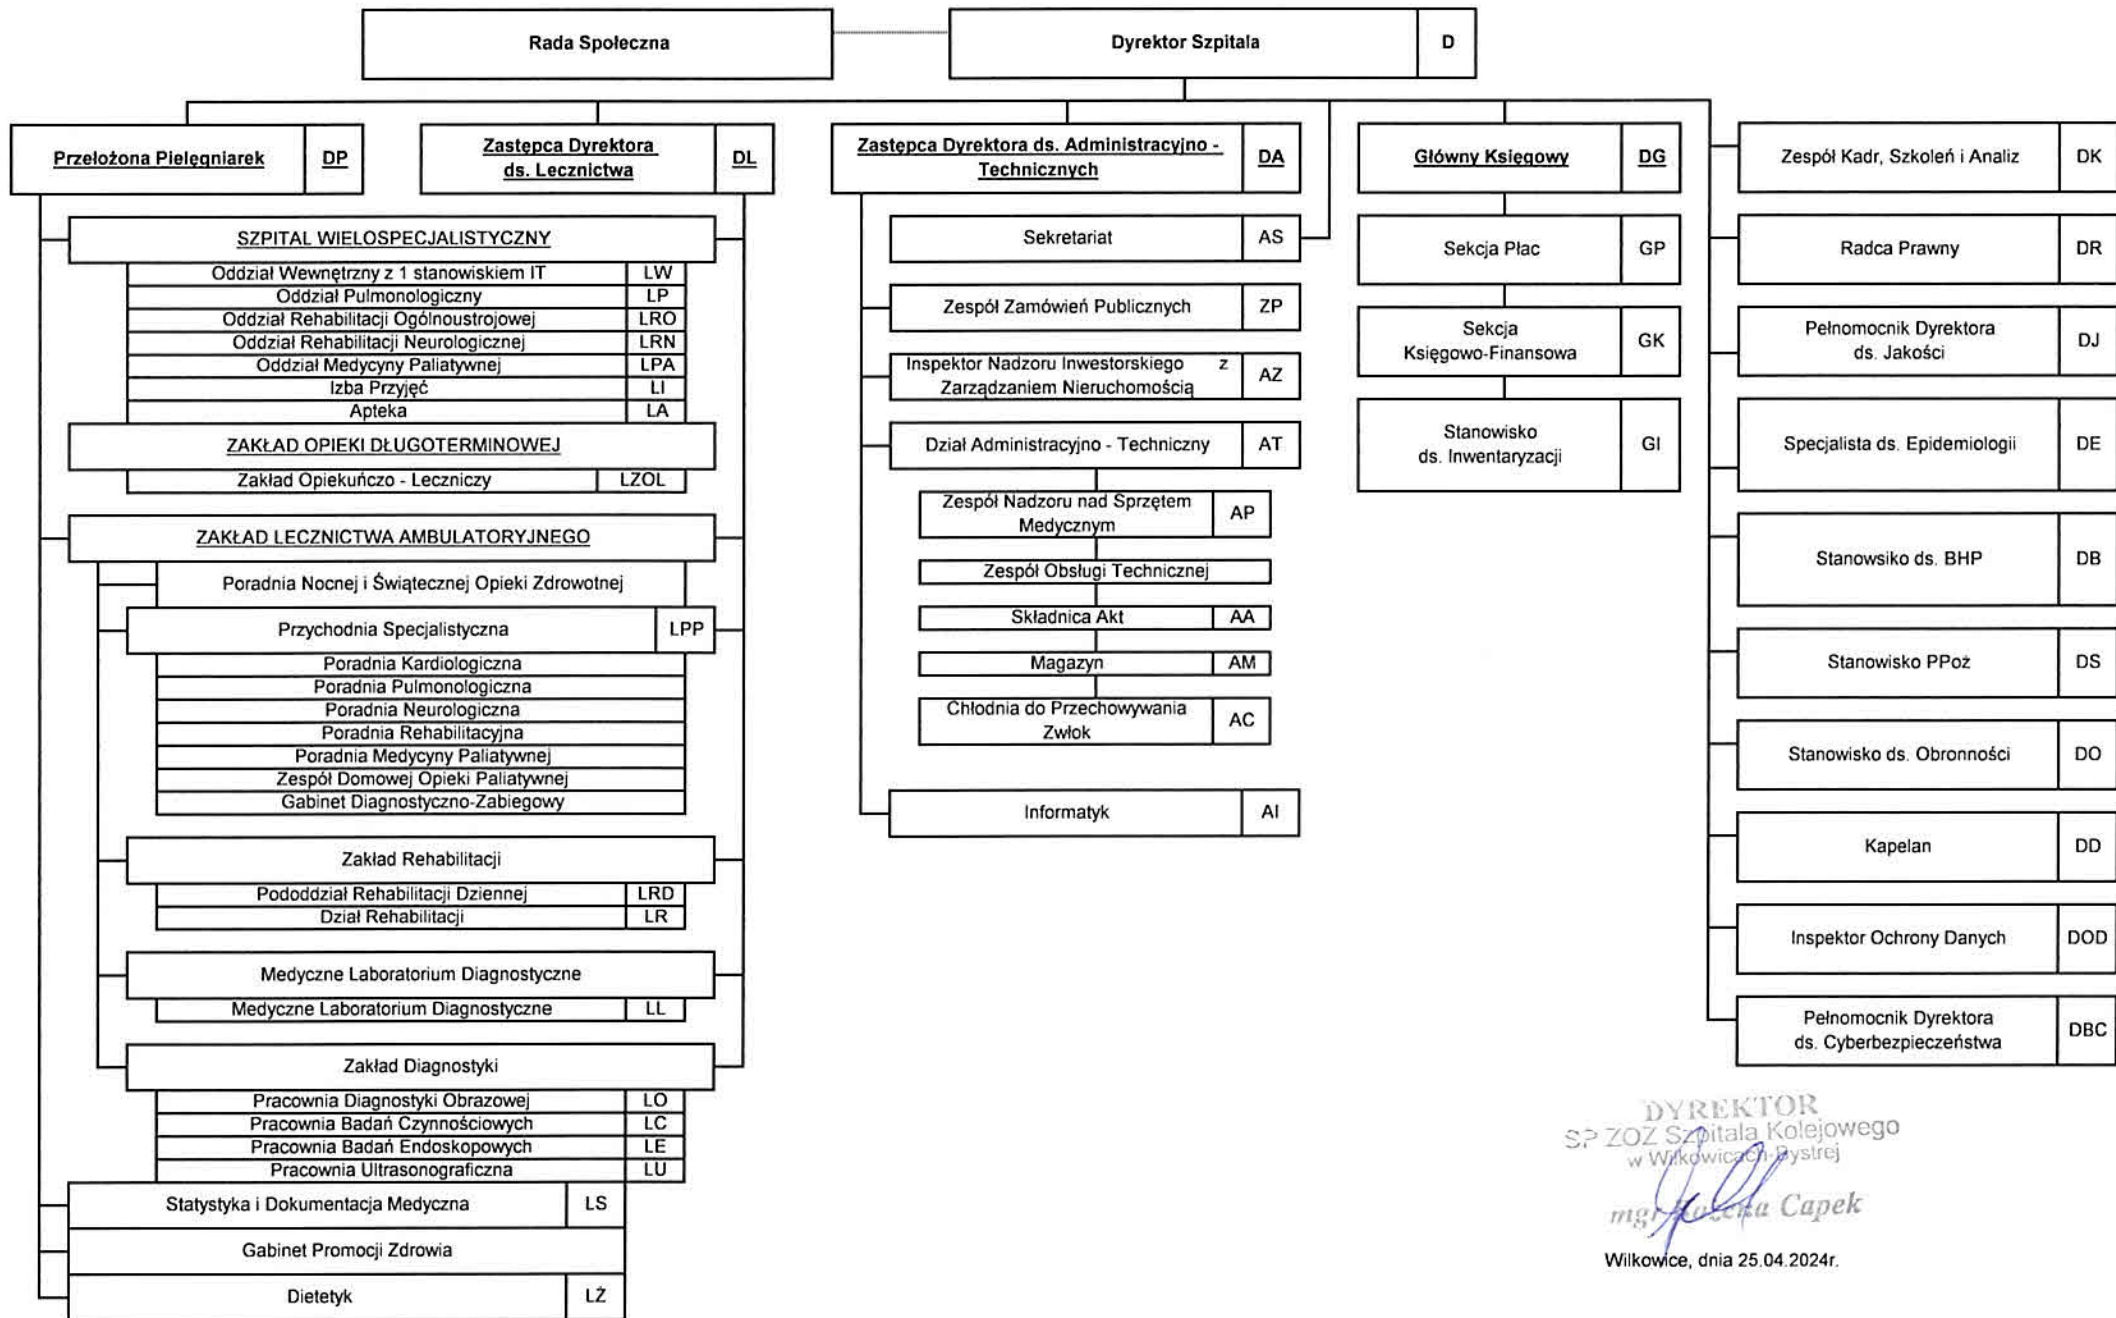 Rada Społeczna
Dyrektor Szpitala D
Przełożona Pielęgniarek DP
Zastępca Dyrektora
ds. Lecznictwa DL
Zastępca Dyrektora ds. Administracyjno -
Technicznych DA
Główny Księgowy DG
SZPITAL WIELOSPECJALISTYCZNY
Oddział Wewnętrzny z 1 stanowiskiem IT LW
Oddział Pulmonologiczny LP
Oddział Rehabilitacji Ogólnoustrojowej LRO
Oddział Rehabilitacji Neurologicznej LRN
Oddział Medycyny Paliatywnej LPA
Izba Przyjęć LI
Apteka LA
ZAKŁAD OPIEKI DŁUGOTERMINOWEJ
Zakład Opiekuńczo - Leczniczy LZOL
ZAKŁAD LECZNICTWA AMBULATORYJNEGO
Poradnia Nocnej i Świątecznej Opieki Zdrowotnej
Przychodnia Specjalistyczna LPP
Poradnia Kardiologiczna
Poradnia Pulmonologiczna
Poradnia Neurologiczna
Poradnia Rehabilitacyjna
Poradnia Medycyny Paliatywnej
Zespół Domowej Opieki Paliatywnej
Gabinet Diagnostyczno-Zabiegowy
Zakład Rehabilitacji
Pododdział Rehabilitacji Dziennej LRD
Dział Rehabilitacji LR
Medyczne Laboratorium Diagnostyczne
Medyczne Laboratorium Diagnostyczne LL
Zakład Diagnostyki
Pracownia Diagnostyki Obrazowej LO
Pracownia Badań Czynnościowych LC
Pracownia Badań Endoskopowych LE
Pracownia Ultrasonograficzna LU
Statystyka i Dokumentacja Medyczna LS
Gabinet Promocji Zdrowia
Dietetyk LŻ
Sekretariat AS
Zespół Zamówień Publicznych ZP
Inspektor Nadzoru Inwestorskiego z
Zarządzaniem Nieruchomością AZ
Dział Administracyjno - Techniczny AT
Zespół Nadzoru nad Sprzętem
Medycznym AP
Zespół Obsługi Technicznej
Składnica Akt AA
Magazyn AM
Chłodnia do Przechowywania
Zwłok AC
Informatyk AI
Sekcja Płac GP
Sekcja
Księgowo-Finansowa GK
Stanowisko
ds. Inwentaryzacji GI
Zespół Kadr, Szkoleń i Analiz DK
Radca Prawny DR
Pełnomocnik Dyrektora
ds. Jakości DJ
Specjalista ds. Epidemiologii DE
Stanowsiko ds. BHP DB
Stanowisko PPoż DS
Stanowisko ds. Obronności DO
Kapelan DD
Inspektor Ochrony Danych DOD
Pełnomocnik Dyrektora
ds. Cyberbezpieczeństwa DBC
DYREKTOR
SP ZOZ Szpitala Kolejowego
w Wilkowicach-Bystrej
mgr Capek
Wilkowice, dnia 25.04.2024r.